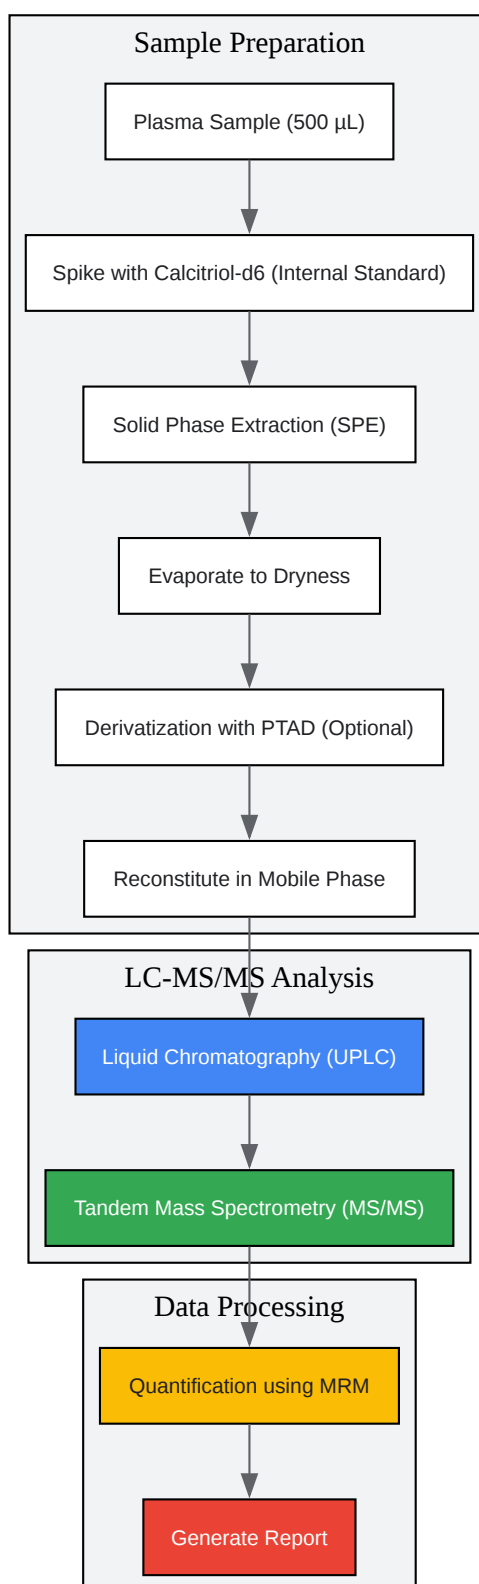 Sample Preparation
Plasma Sample (500 µL)
Spike with Calcitriol-d6 (Internal Standard)
Solid Phase Extraction (SPE)
Evaporate to Dryness
Derivatization with PTAD (Optional)
Reconstitute in Mobile Phase
LC-MS/MS Analysis
Liquid Chromatography (UPLC)
Tandem Mass Spectrometry (MS/MS)
Data Processing
Quantification using MRM
Generate Report